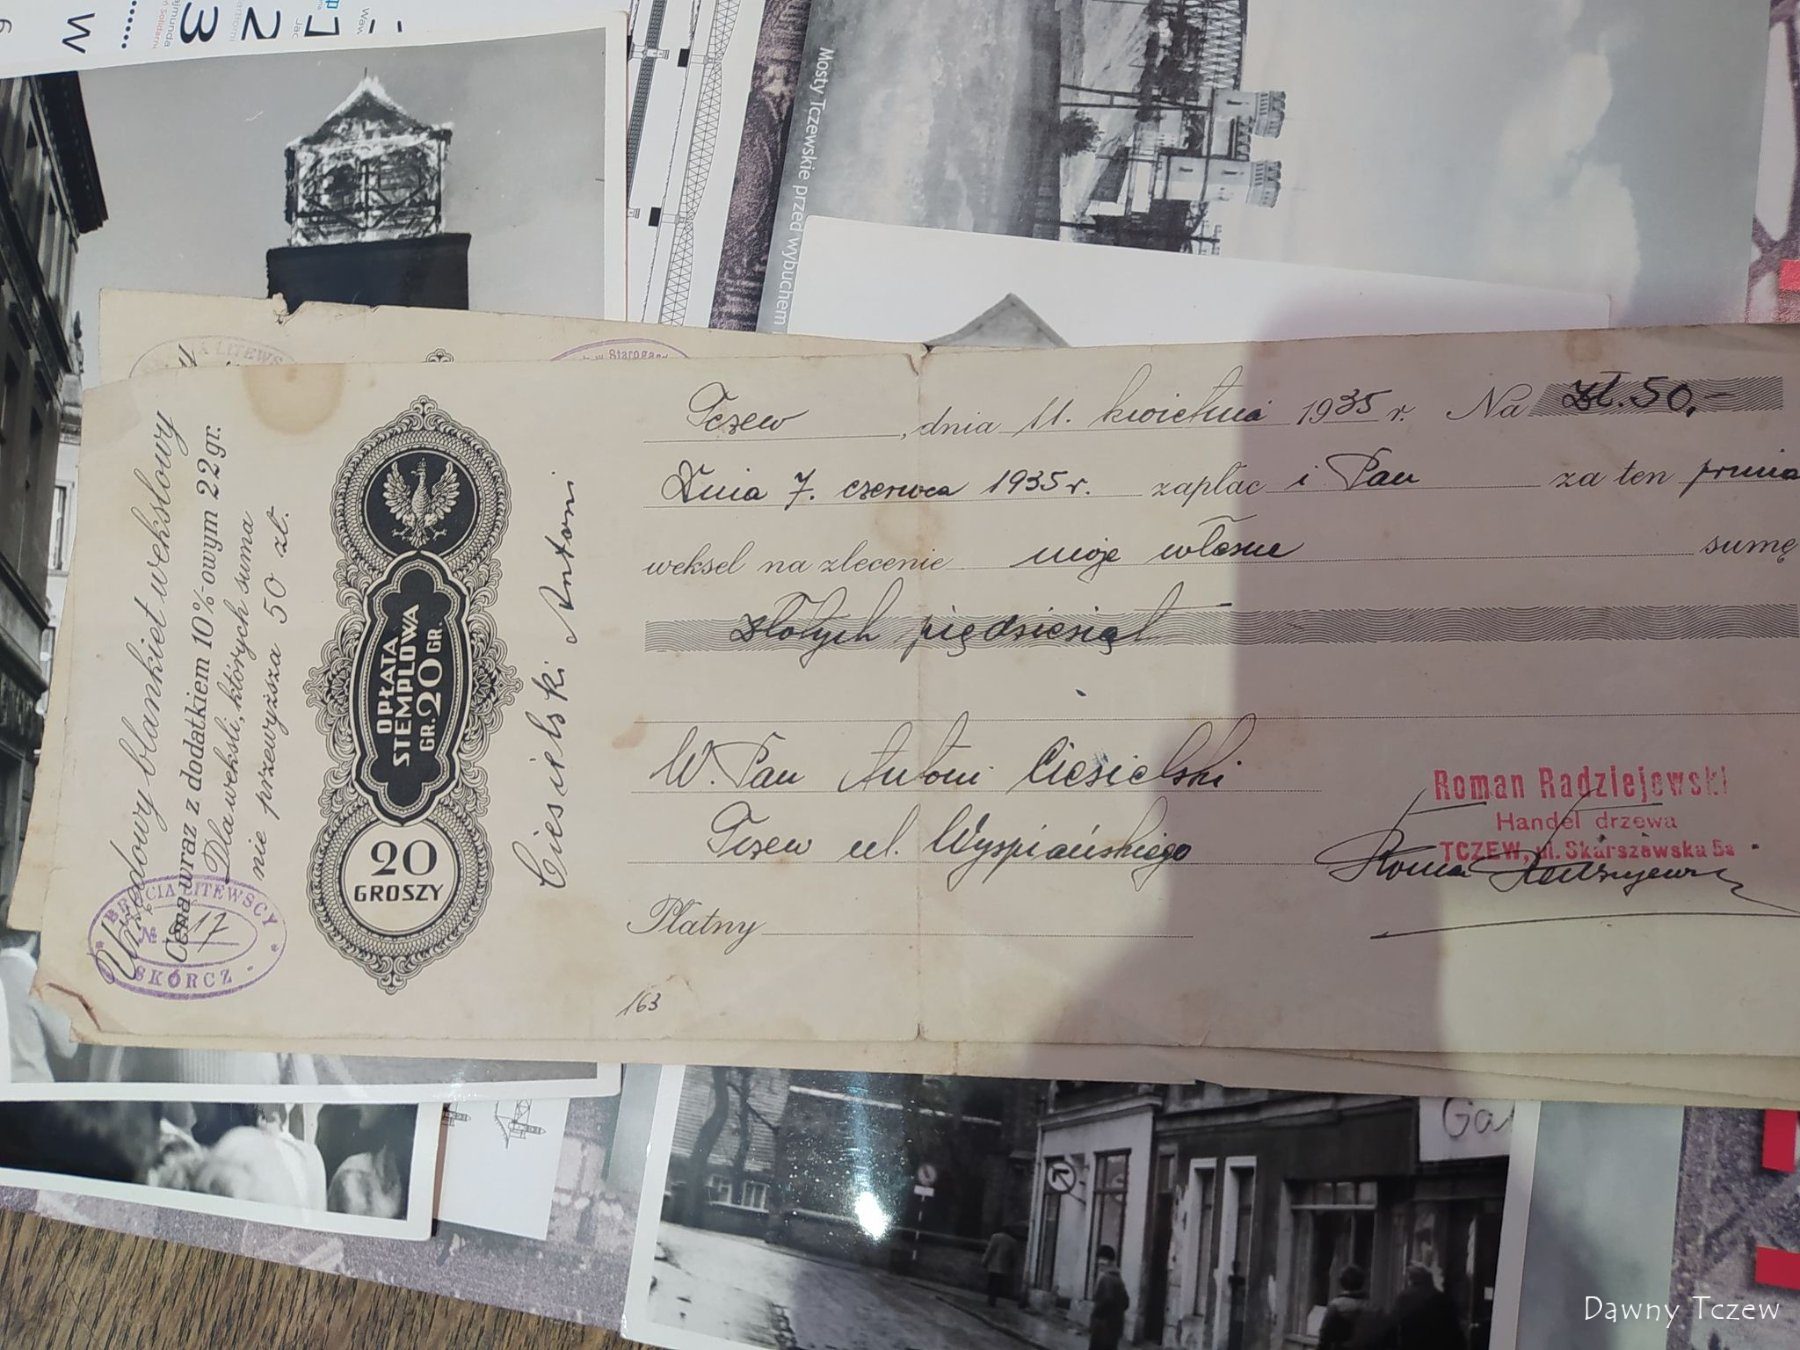 Mosty Tczewskie przed wybuchem
Urzędowy blankiet wekslowy
Cena wraz z dodatkiem 10%-owym 22 gr.
Dla weksli, których suma
nie przewyższa 50 zł.
BRACIA LITEWSCY
№ 17
SKÓRCZ
OPŁATA
STEMPLOWA
GR. 20 GR.
20
GROSZY
Ciesielski Antoni
Tczew, dnia 11. kwietnia 1935 r. Na zł. 50,-
Dnia 7. czerwca 1935 r. zapłaci Pan za ten prima
weksel na zlecenie moje własne sumę
złotych pięćdziesiąt
W. Pan Antoni Ciesielski
Tczew ul. Wyspiańskiego
Płatny
163
Roman Radziejewski
Handel drzewa
TCZEW, ul. Skarszewska 5a
Gal
Dawny Tczew